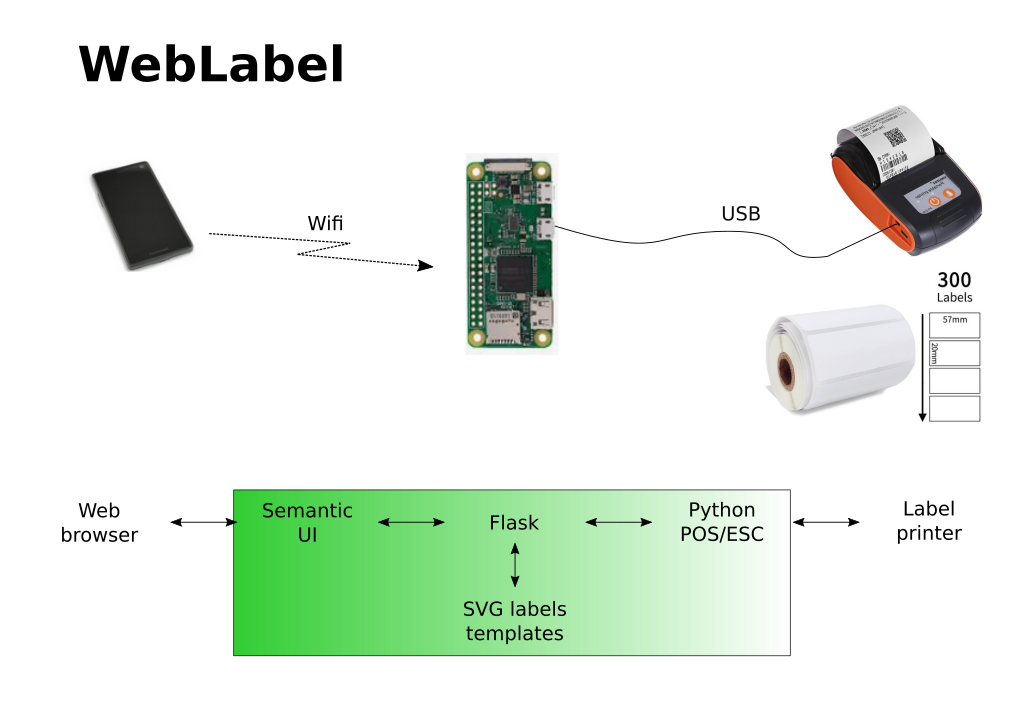 WebLabel
Wifi
USB
300
Labels
57mm
20mm
Web
browser
Semantic
UI
Flask
Python
POS/ESC
Label
printer
SVG labels
templates